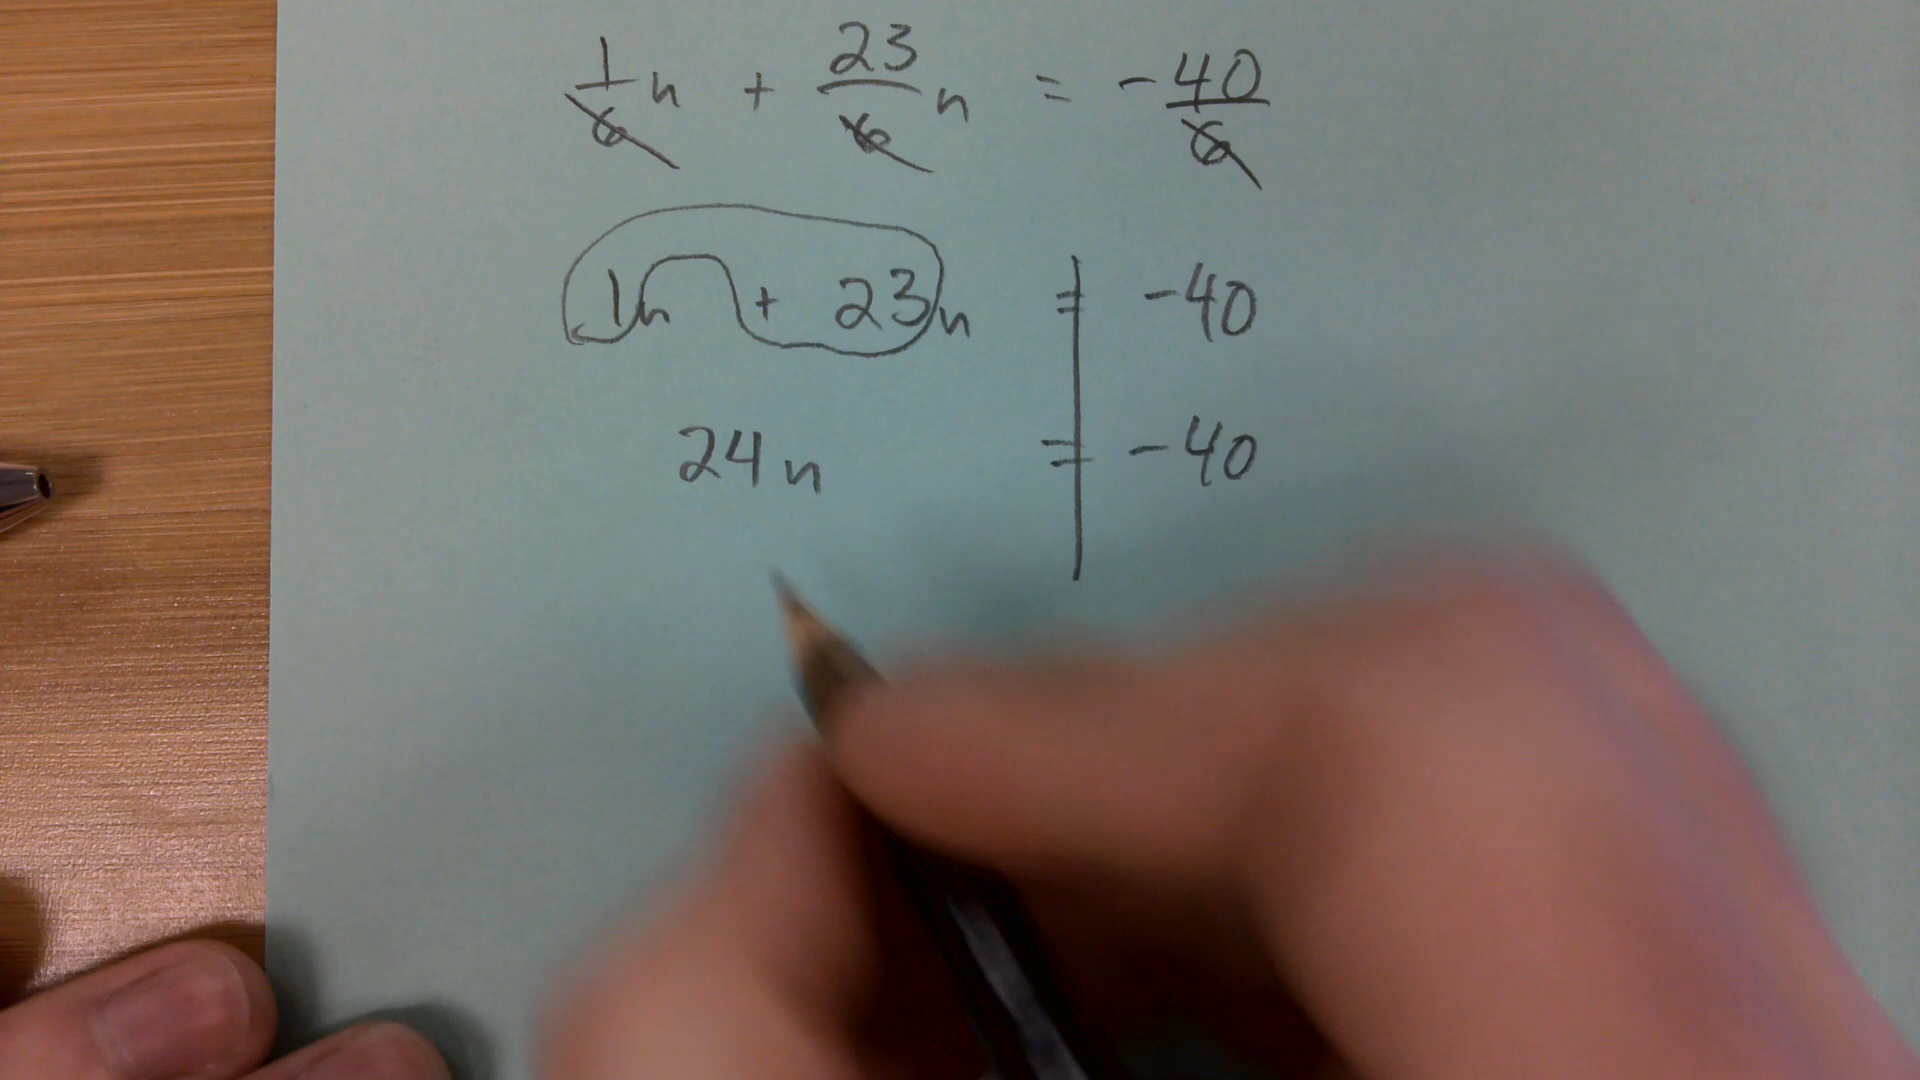 1/6 n + 23/6 n = -40/6
1n + 23n = -40
24n = -40